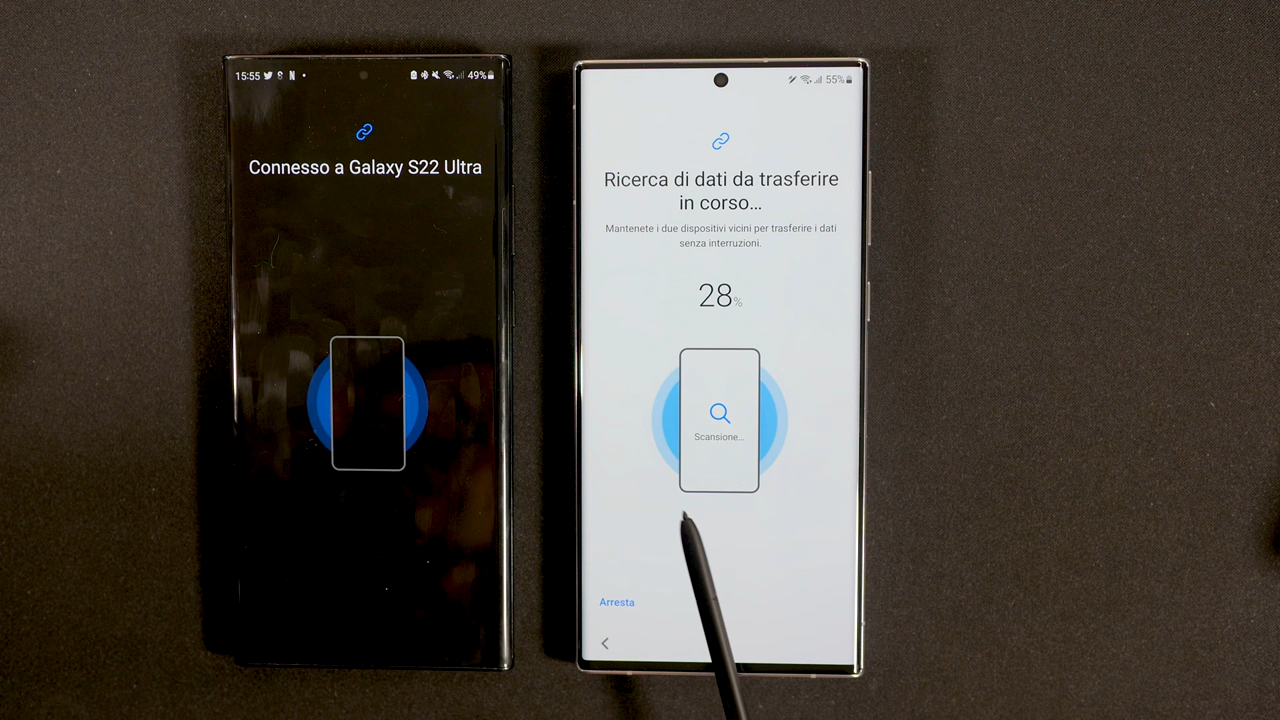 15:55
49%
Connesso a Galaxy S22 Ultra
55%
Ricerca di dati da trasferire
in corso...
Mantenete i due dispositivi vicini per trasferire i dati
senza interruzioni.
28%
Scansione...
Arresta